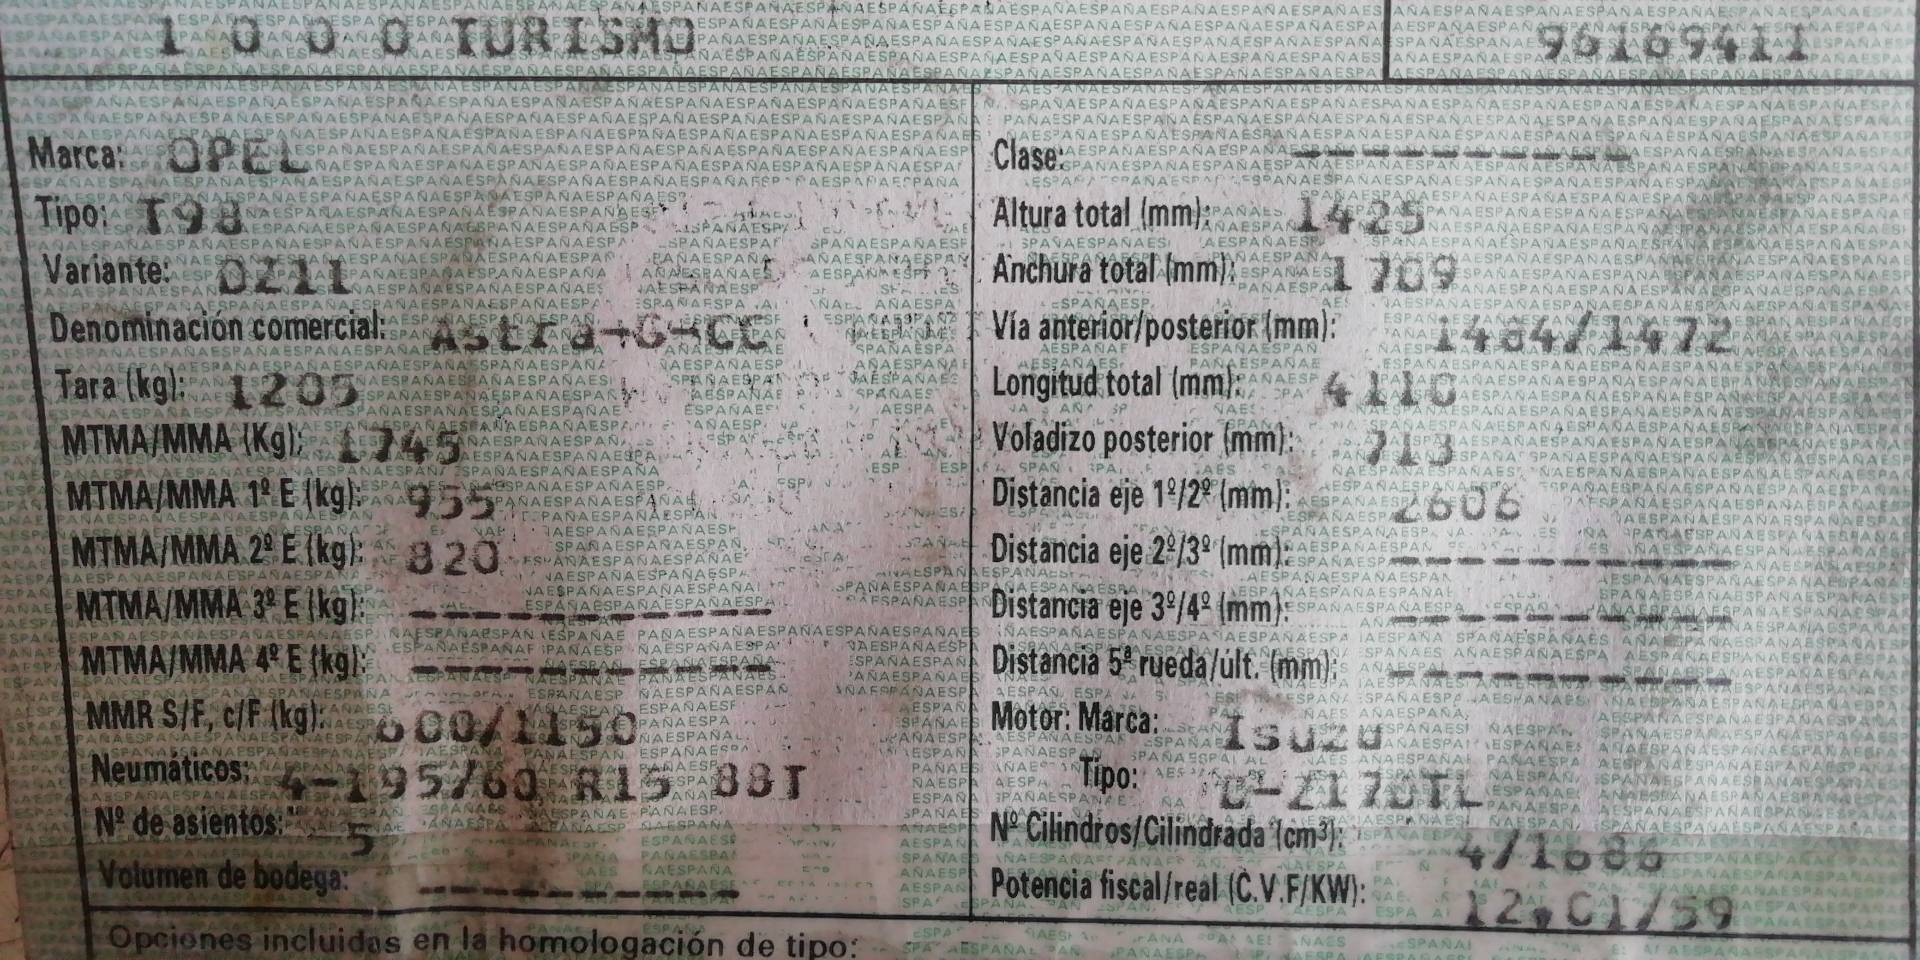 1 0 0 0 TURISMO
96169411
Marca: OPEL
Tipo: T98
Variante: DZ11
Denominación comercial: Astra-G-CC
Tara (kg): 1205
MTMA/MMA (Kg): 1745
MTMA/MMA 1º E (kg): 955
MTMA/MMA 2º E (kg): 820
MTMA/MMA 3º E (kg): ----------
MTMA/MMA 4º E (kg): ----------
MMR S/F, c/F (kg): 600/1150
Neumáticos: 4-195/60 R15 88T
Nº de asientos: 5
Volumen de bodega: ----------
Clase: ----------
Altura total (mm): 1425
Anchura total (mm): 1709
Vía anterior/posterior (mm): 1484/1472
Longitud total (mm): 4110
Voladizo posterior (mm): 713
Distancia eje 1º/2º (mm): 2606
Distancia eje 2º/3º (mm): ----------
Distancia eje 3º/4º (mm): ----------
Distancia 5ª rueda/últ. (mm): ----------
Motor: Marca: Isuzu
Tipo:
Nº Cilindros/Cilindrada (cm³): 4/1686
Potencia fiscal/real (C.V.F/KW): 12,01/59
Opciones incluidas en la homologación de tipo: